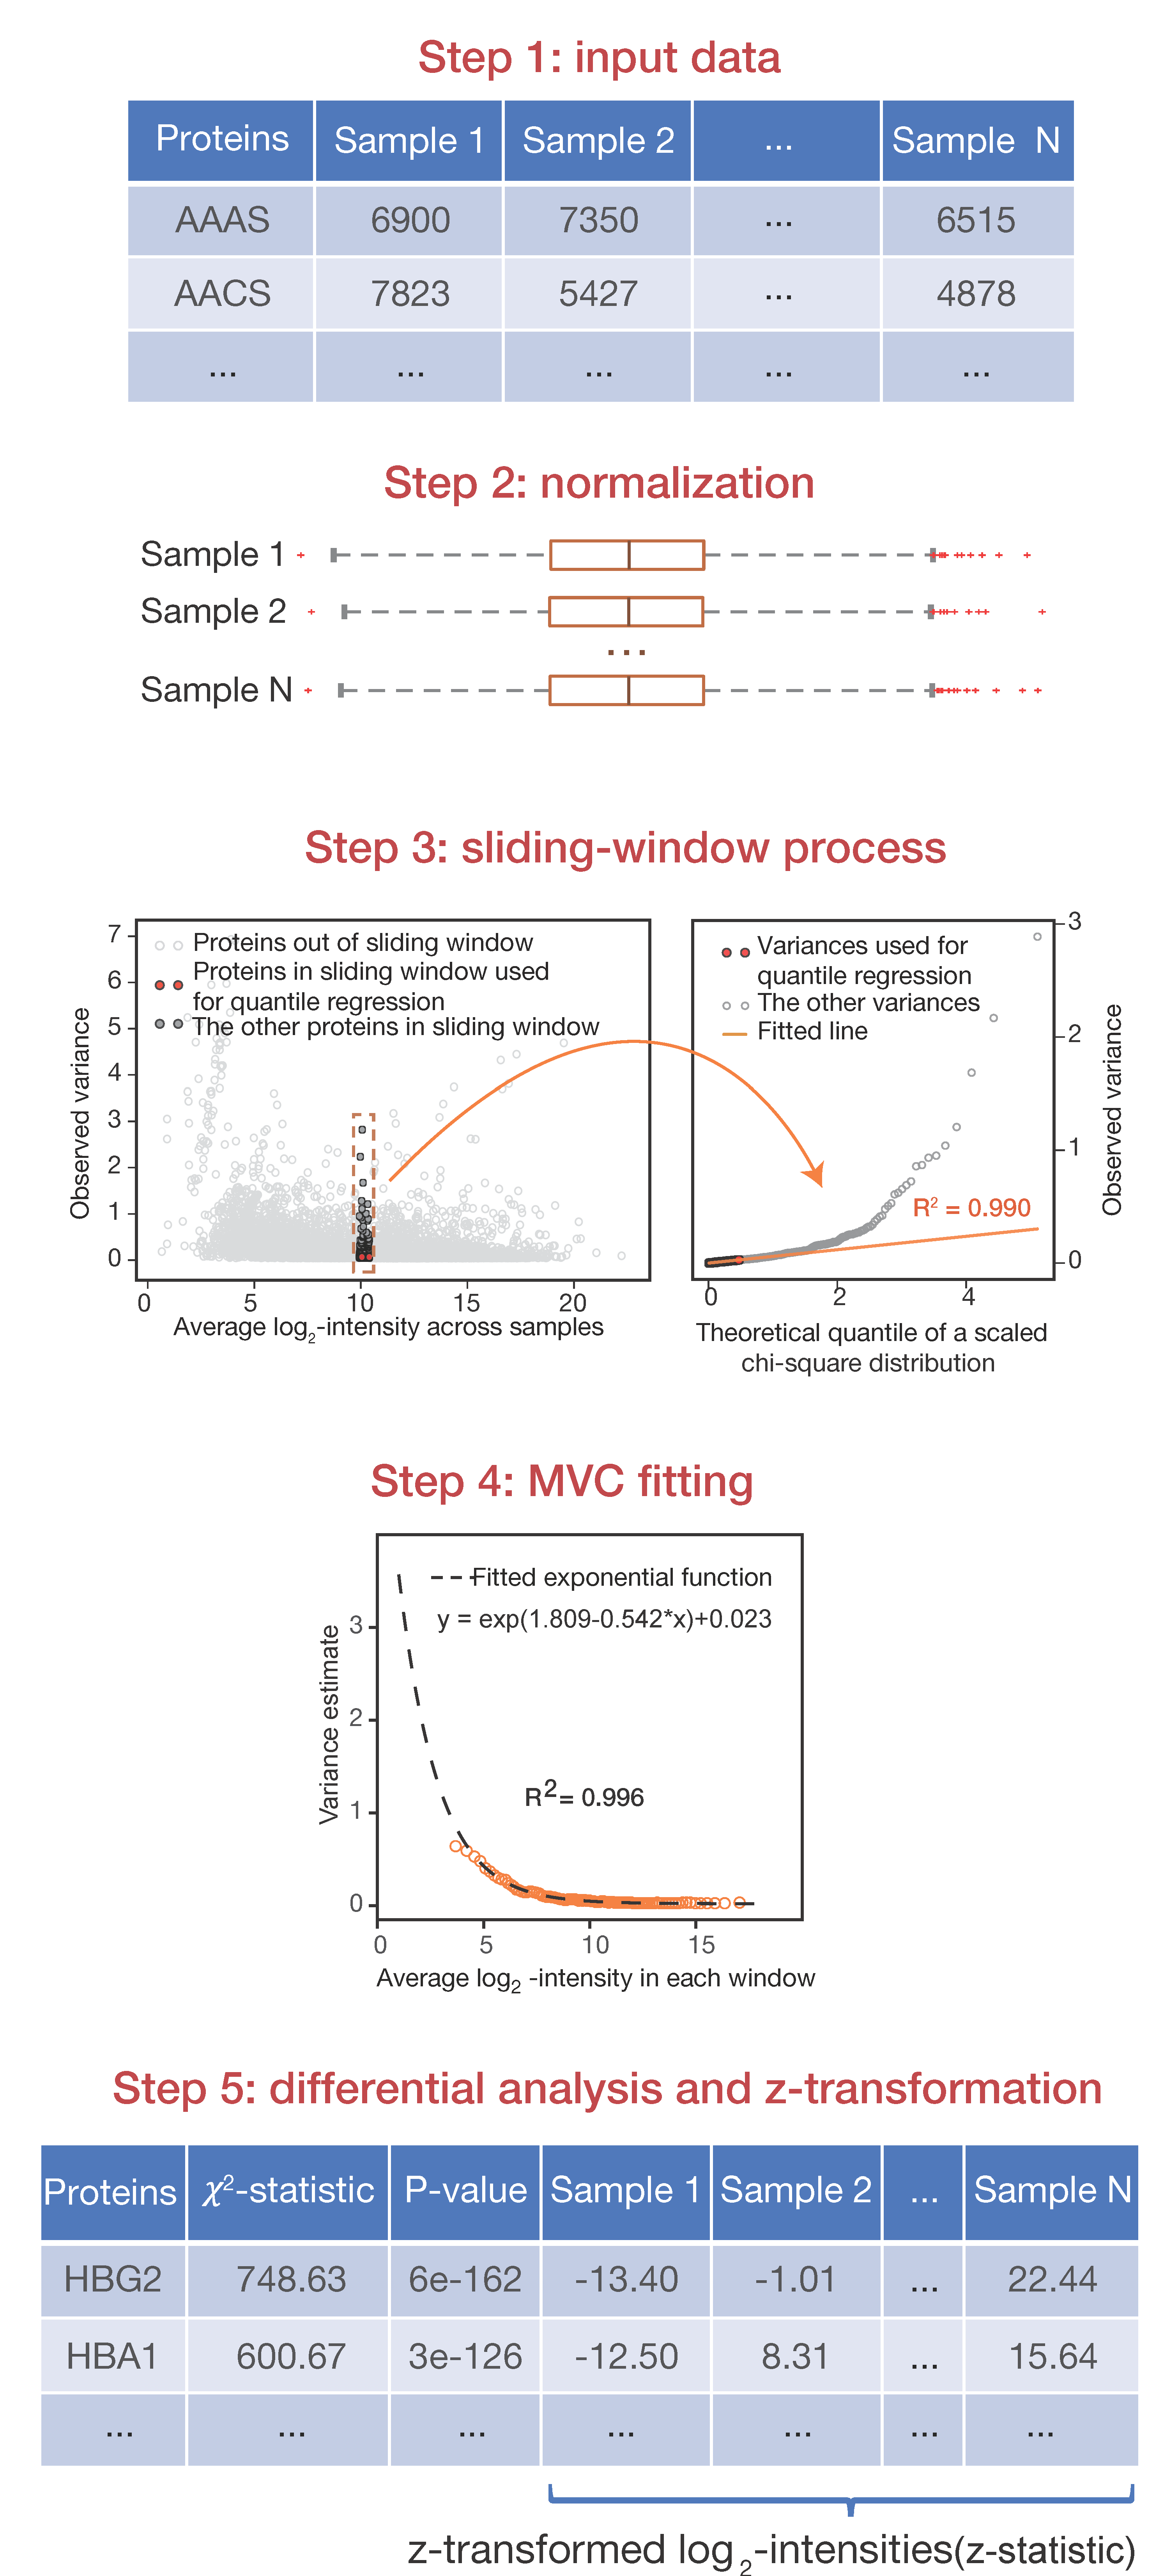 Step 1: input data
Proteins Sample 1 Sample 2 ... Sample N
AAAS 6900 7350 ... 6515
AACS 7823 5427 ... 4878
... ... ... ... ...
Step 2: normalization
Sample 1
Sample 2
...
Sample N
Step 3: sliding-window process
Observed variance
7
6
5
4
3
2
1
0
Proteins out of sliding window
Proteins in sliding window used
for quantile regression
The other proteins in sliding window
0 5 10 15 20
Average log2-intensity across samples
Variances used for
quantile regression
The other variances
Fitted line
R2 = 0.990
3
2
1
0
Observed variance
0 2 4
Theoretical quantile of a scaled
chi-square distribution
Step 4: MVC fitting
Variance estimate
3
2
1
0
Fitted exponential function
y = exp(1.809-0.542*x)+0.023
R2= 0.996
0 5 10 15
Average log2 -intensity in each window
Step 5: differential analysis and z-transformation
Proteins χ2-statistic P-value Sample 1 Sample 2 ... Sample N
HBG2 748.63 6e-162 -13.40 -1.01 ... 22.44
HBA1 600.67 3e-126 -12.50 8.31 ... 15.64
... ... ... ... ... ... ...
z-transformed log2-intensities(z-statistic)